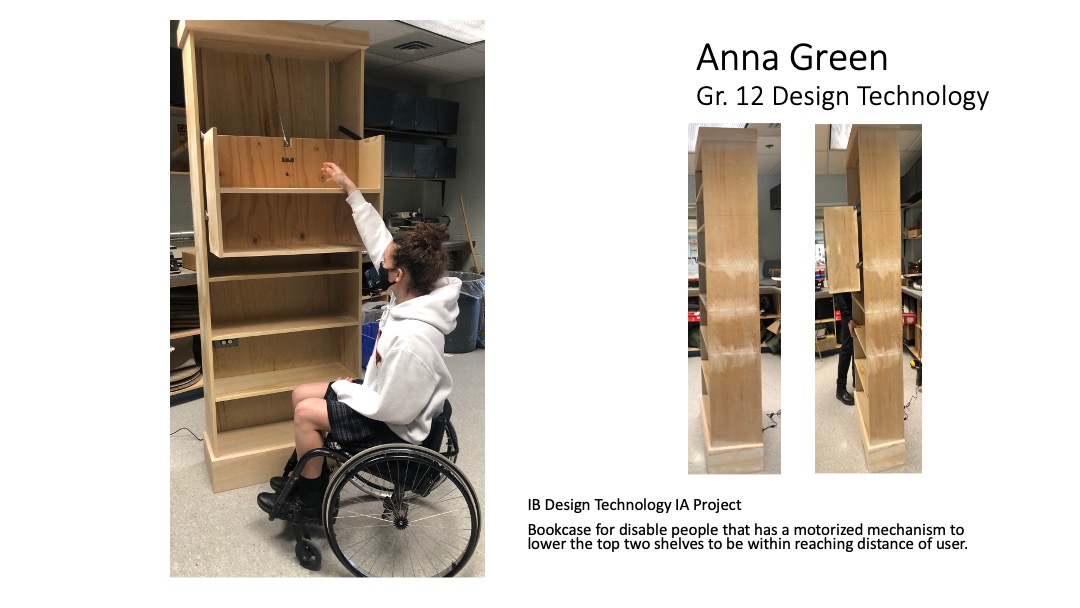 Anna Green
Gr. 12 Design Technology
IB Design Technology IA Project
Bookcase for disable people that has a motorized mechanism to
lower the top two shelves to be within reaching distance of user.